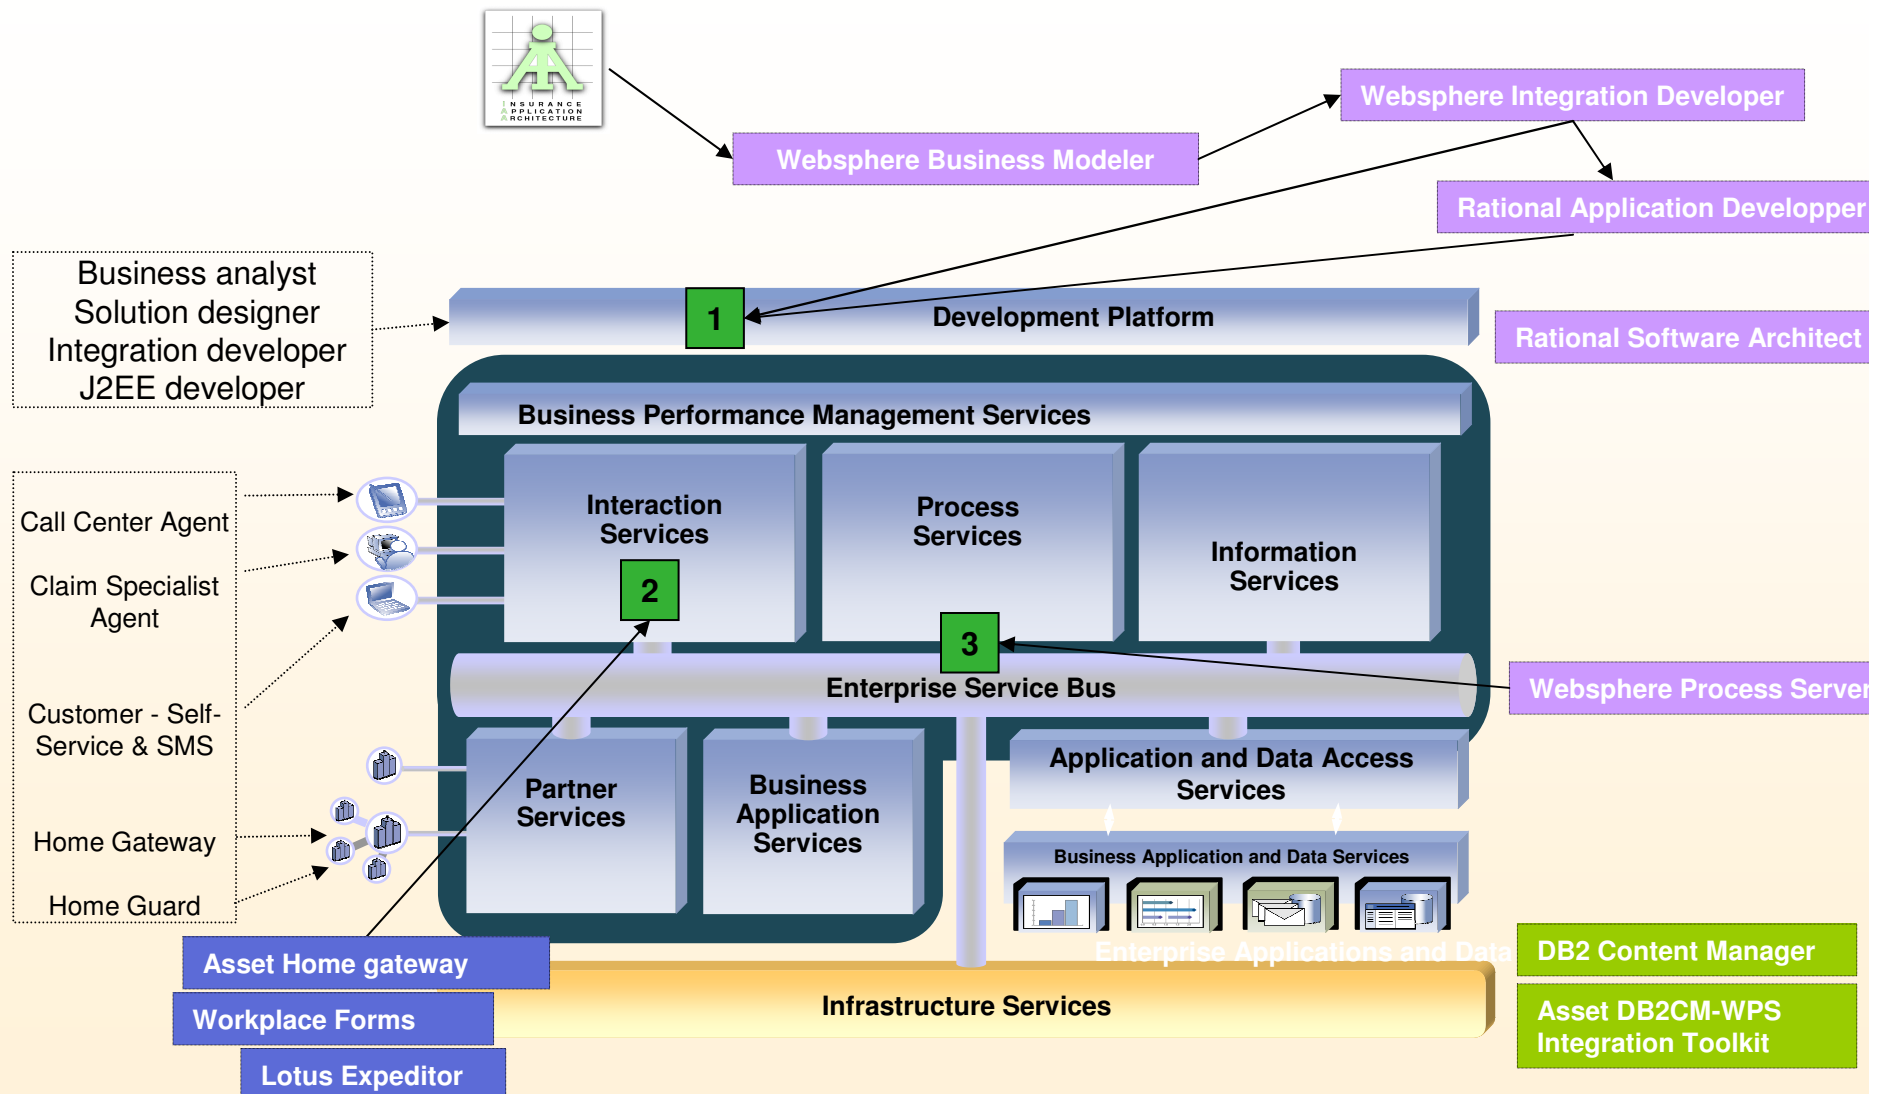 INSURANCE
APPLICATION
ARCHITECTURE
Websphere Integration Developer
Websphere Business Modeler
Rational Application Developper
Business analyst
Solution designer
Integration developer
J2EE developer
1
Development Platform
Rational Software Architect
Business Performance Management Services
Call Center Agent
Claim Specialist
Agent
Customer - Self-
Service & SMS
Home Gateway
Home Guard
Interaction
Services
2
Process
Services
Information
Services
3
Enterprise Service Bus
Websphere Process Server
Partner
Services
Business
Application
Services
Application and Data Access
Services
Business Application and Data Services
Enterprise Applications and Data
Asset Home gateway
Workplace Forms
Lotus Expeditor
Infrastructure Services
DB2 Content Manager
Asset DB2CM-WPS
Integration Toolkit